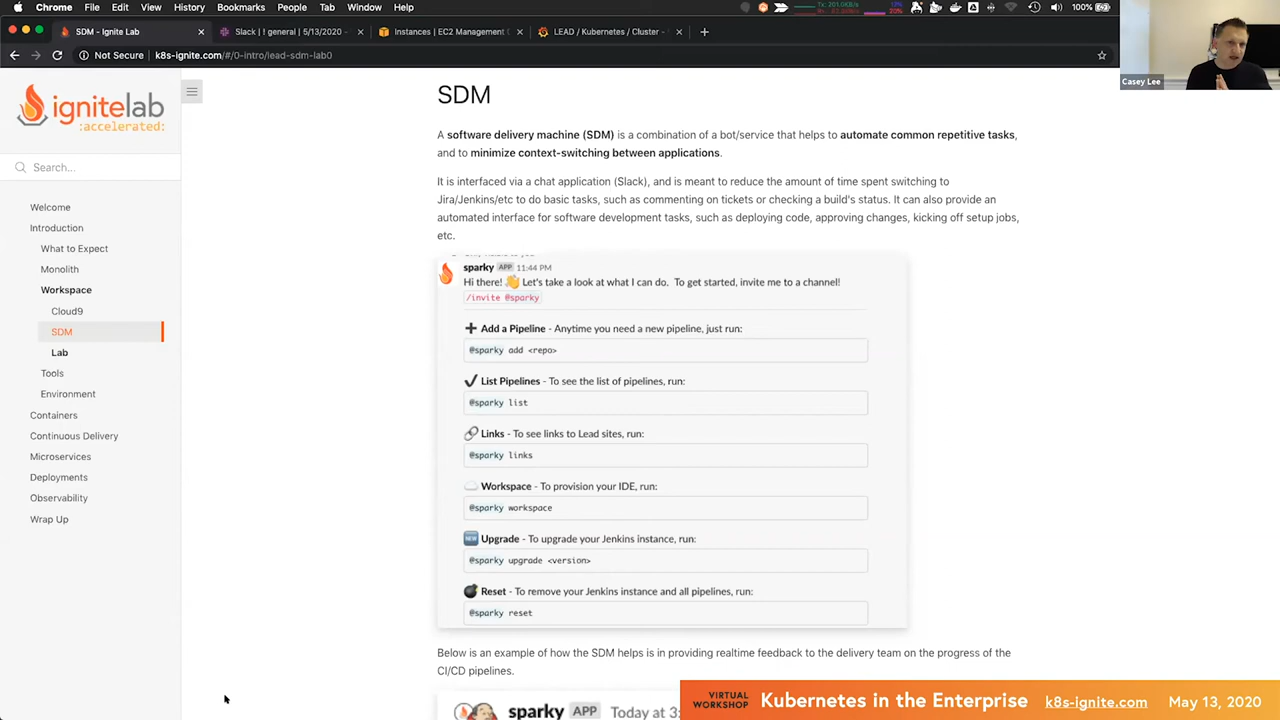 Chrome File Edit View History Bookmarks People Tab Window Help
100%
SDM - Ignite Lab
Slack | ! general | 5/13/2020 -
Instances | EC2 Management C
LEAD / Kubernetes / Cluster -
Not Secure k8s-ignite.com/#/0-intro/lead-sdm-lab0
Casey Lee
ignitelab
:accelerated:
Search...
Welcome
Introduction
What to Expect
Monolith
Workspace
Cloud9
SDM
Lab
Tools
Environment
Containers
Continuous Delivery
Microservices
Deployments
Observability
Wrap Up
SDM
A software delivery machine (SDM) is a combination of a bot/service that helps to automate common repetitive tasks,
and to minimize context-switching between applications.
It is interfaced via a chat application (Slack), and is meant to reduce the amount of time spent switching to
Jira/Jenkins/etc to do basic tasks, such as commenting on tickets or checking a build's status. It can also provide an
automated interface for software development tasks, such as deploying code, approving changes, kicking off setup jobs,
etc.
sparky APP 11:44 PM
Hi there! 👋 Let's take a look at what I can do. To get started, invite me to a channel!
/invite @sparky
Add a Pipeline - Anytime you need a new pipeline, just run:
@sparky add <repo>
List Pipelines - To see the list of pipelines, run:
@sparky list
Links - To see links to Lead sites, run:
@sparky links
Workspace - To provision your IDE, run:
@sparky workspace
NEW Upgrade - To upgrade your Jenkins instance, run:
@sparky upgrade <version>
Reset - To remove your Jenkins instance and all pipelines, run:
@sparky reset
Below is an example of how the SDM helps is in providing realtime feedback to the delivery team on the progress of the
CI/CD pipelines.
sparky APP Today at 3:
VIRTUAL
WORKSHOP
Kubernetes in the Enterprise k8s-ignite.com May 13, 2020